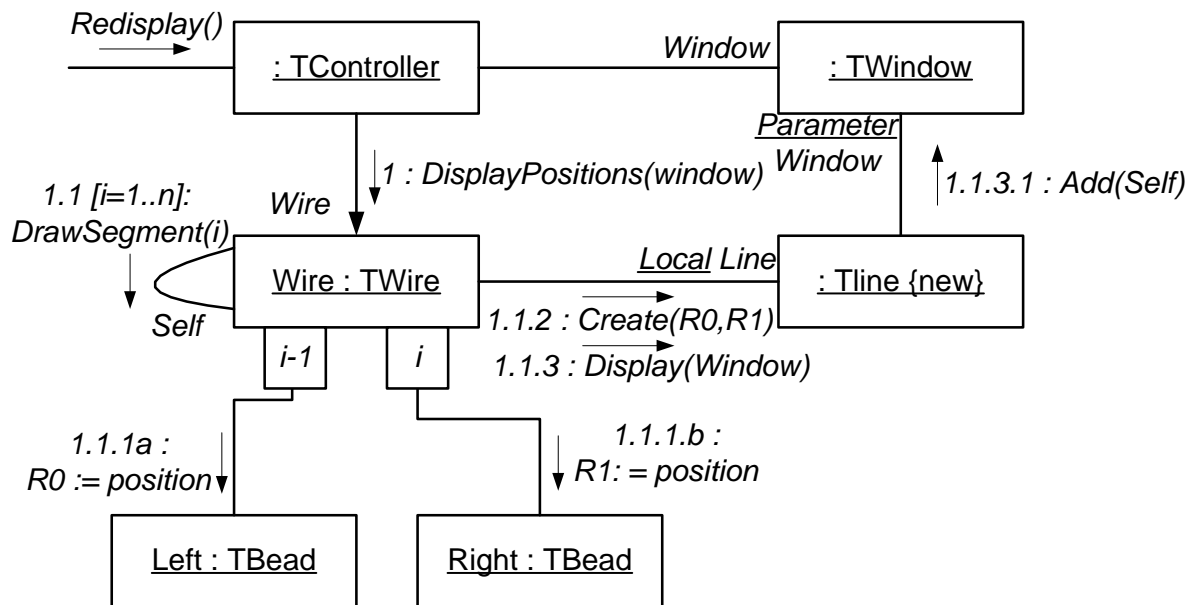 Redisplay()
: TController
Window
: TWindow
Parameter
Window
1 : DisplayPositions(window)
1.1.3.1 : Add(Self)
1.1 [i=1..n]:
DrawSegment(i)
Wire
Wire : TWire
Self
Local Line
: Tline {new}
1.1.2 : Create(R0,R1)
1.1.3 : Display(Window)
i-1
i
1.1.1a :
R0 := position
1.1.1.b :
R1: = position
Left : TBead
Right : TBead